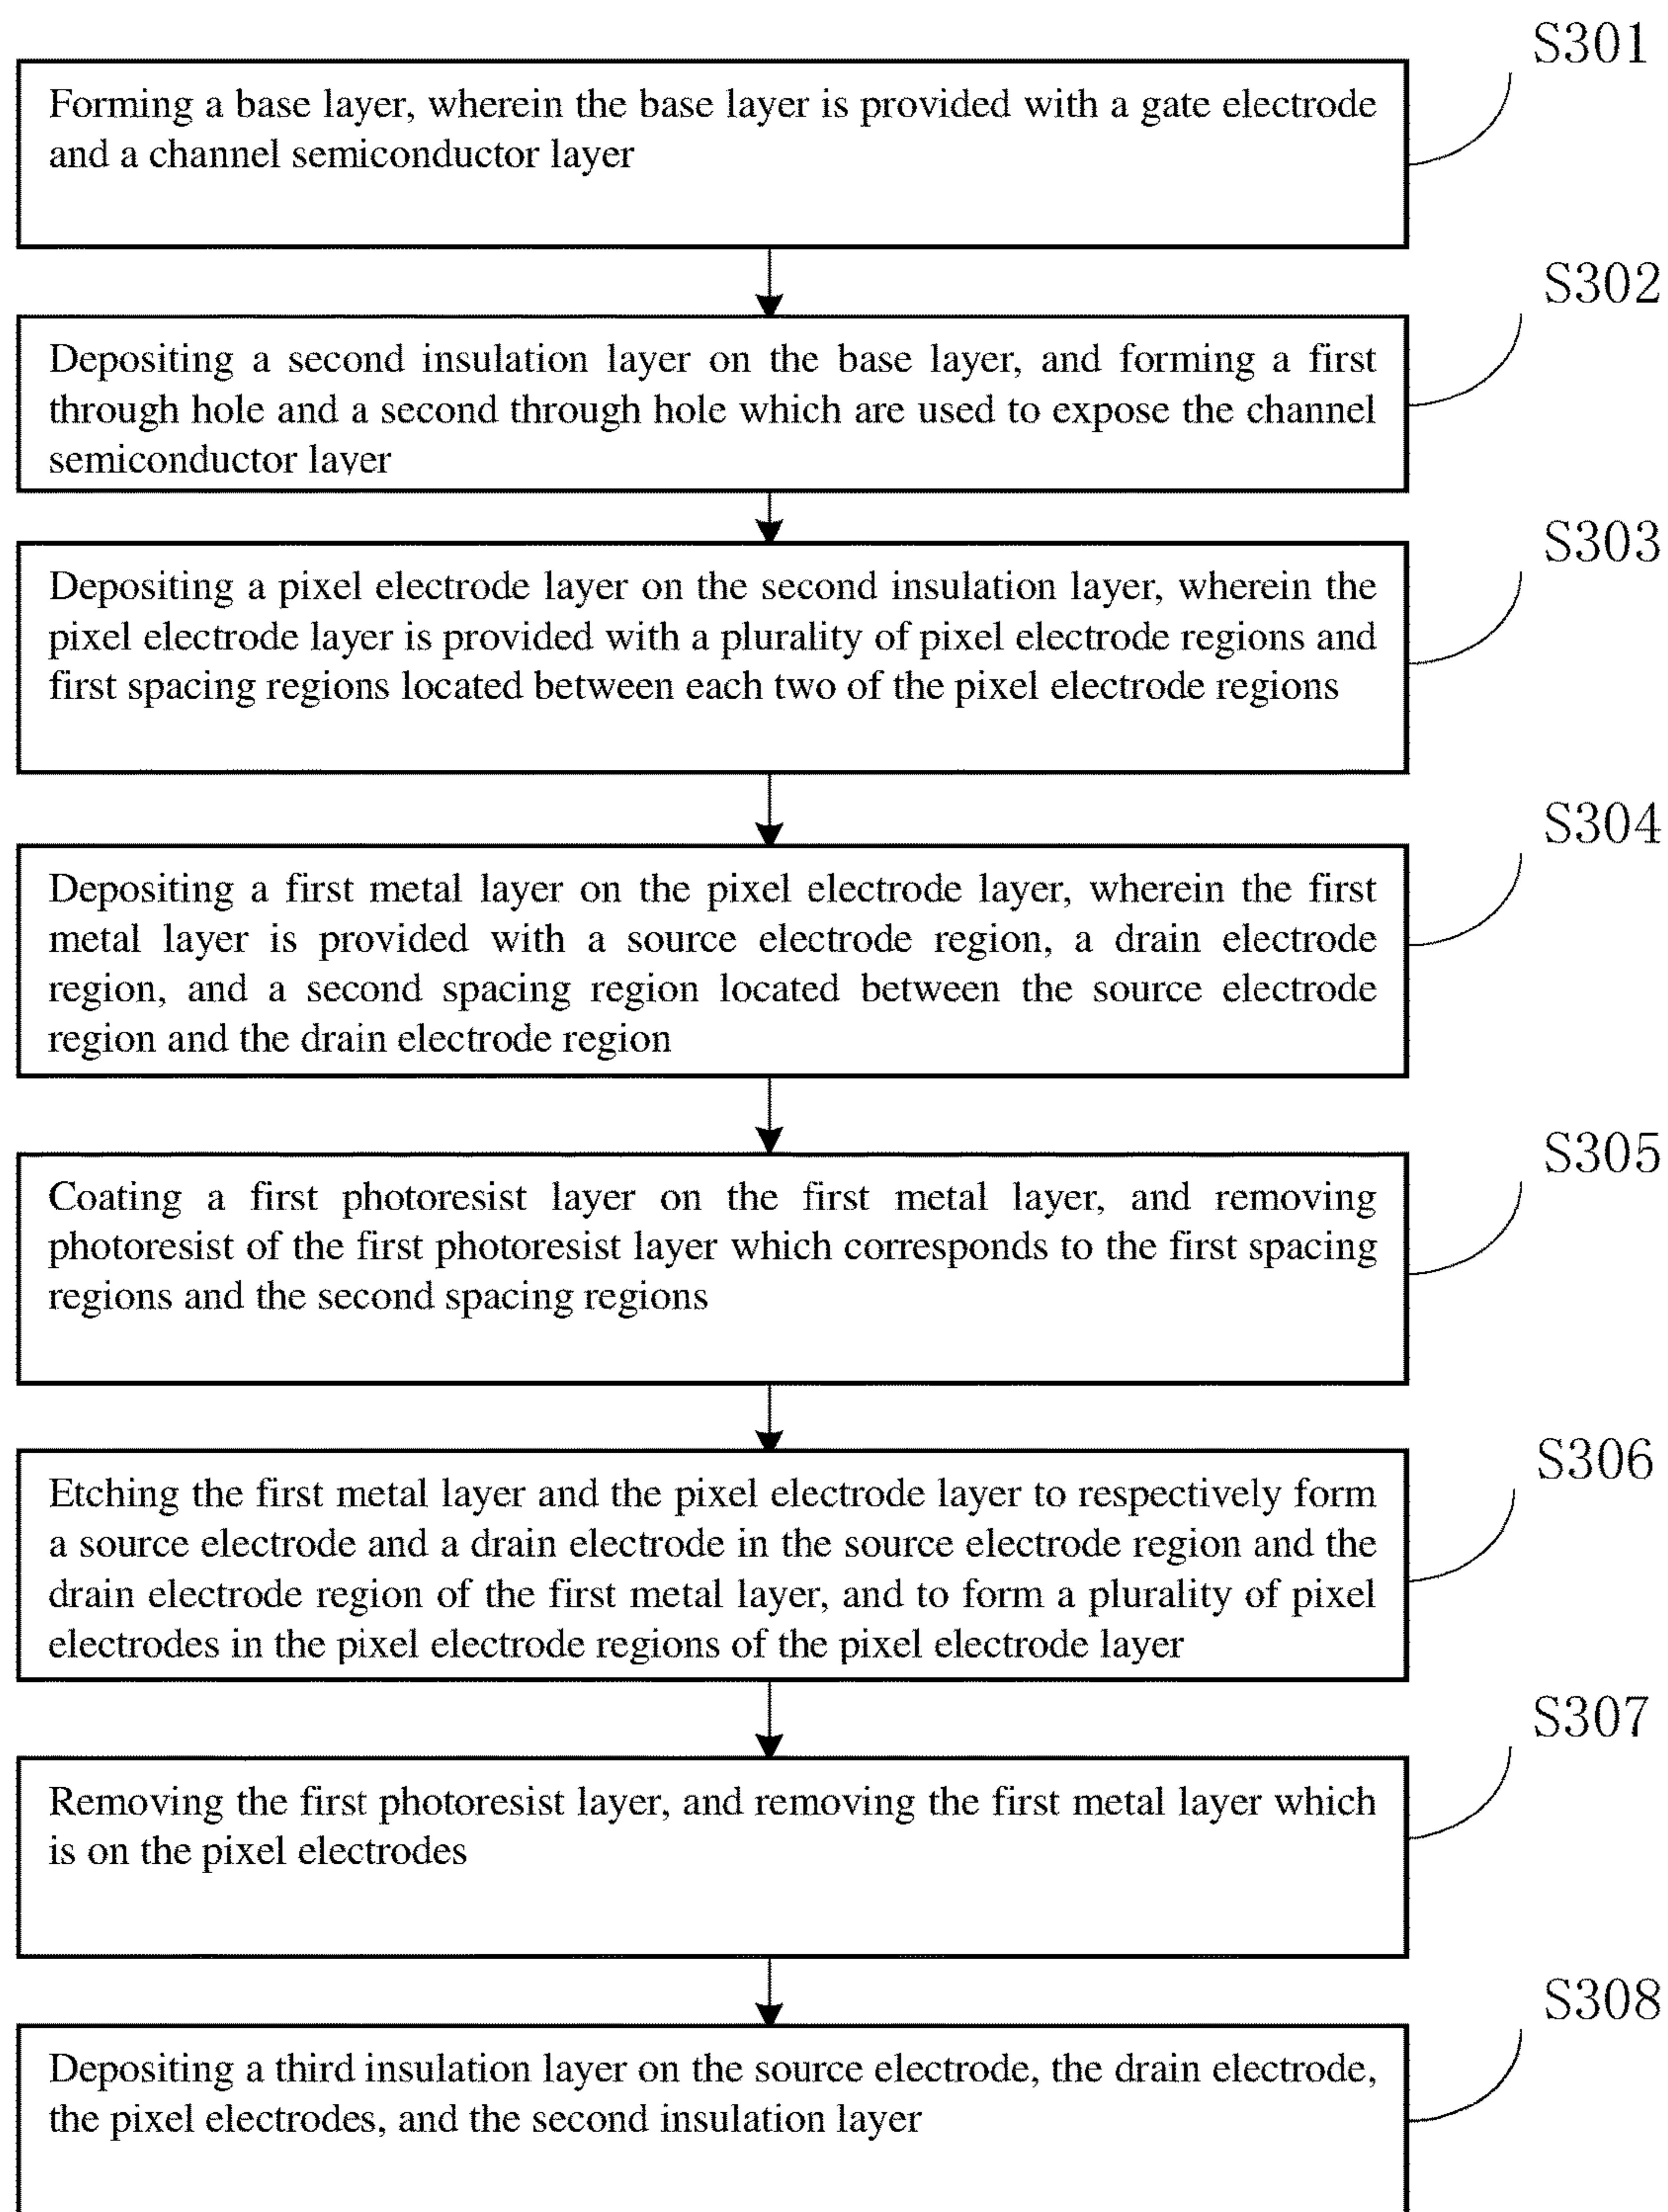 S301
Forming a base layer, wherein the base layer is provided with a gate electrode
and a channel semiconductor layer
S302
Depositing a second insulation layer on the base layer, and forming a first
through hole and a second through hole which are used to expose the channel
semiconductor layer
S303
Depositing a pixel electrode layer on the second insulation layer, wherein the
pixel electrode layer is provided with a plurality of pixel electrode regions and
first spacing regions located between each two of the pixel electrode regions
S304
Depositing a first metal layer on the pixel electrode layer, wherein the first
metal layer is provided with a source electrode region, a drain electrode
region, and a second spacing region located between the source electrode
region and the drain electrode region
S305
Coating a first photoresist layer on the first metal layer, and removing
photoresist of the first photoresist layer which corresponds to the first spacing
regions and the second spacing regions
S306
Etching the first metal layer and the pixel electrode layer to respectively form
a source electrode and a drain electrode in the source electrode region and the
drain electrode region of the first metal layer, and to form a plurality of pixel
electrodes in the pixel electrode regions of the pixel electrode layer
S307
Removing the first photoresist layer, and removing the first metal layer which
is on the pixel electrodes
S308
Depositing a third insulation layer on the source electrode, the drain electrode,
the pixel electrodes, and the second insulation layer